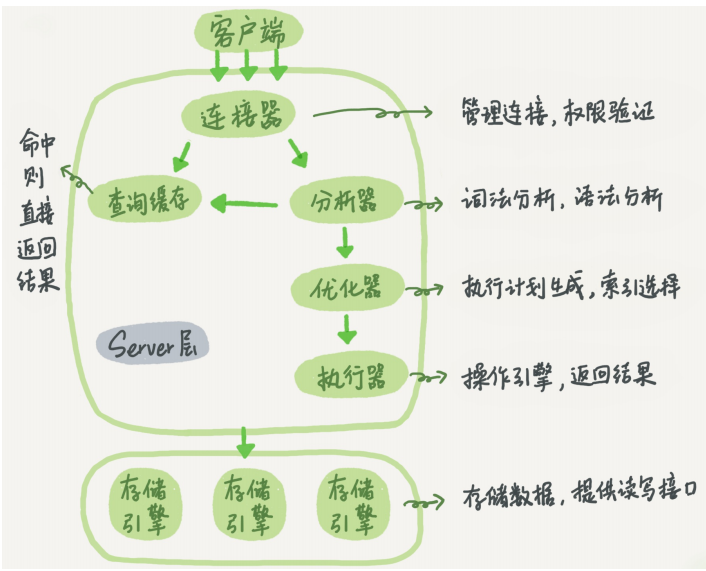 客户端
连接器
管理连接，权限验证
命中
则
直接
返回
结果
查询缓存
分析器
词法分析，语法分析
优化器
执行计划生成，索引选择
Server层
执行器
操作引擎，返回结果
存储
引擎
存储
引擎
存储
引擎
存储数据，提供读写接口